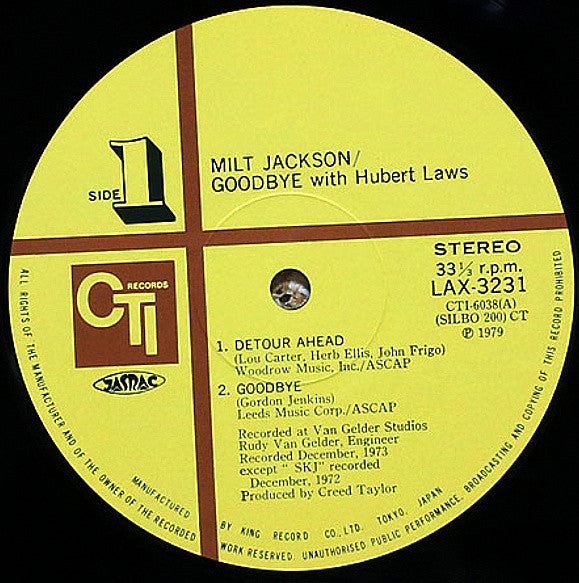 SIDE 1
MILT JACKSON/
GOODBYE with Hubert Laws
CTI RECORDS
JASRAC
STEREO
33⅓ r.p.m.
LAX-3231
CTI-6038(A)
(SILBO 200) CT
℗ 1979
1. DETOUR AHEAD
(Lou Carter, Herb Ellis, John Frigo)
Woodrow Music, Inc./ASCAP
2. GOODBYE
(Gordon Jenkins)
Leeds Music Corp./ASCAP
Recorded at Van Gelder Studios
Rudy Van Gelder, Engineer
Recorded December, 1973
except " SKJ" recorded
December, 1972
Produced by Creed Taylor
MANUFACTURED BY KING RECORD CO., LTD. TOKYO, JAPAN
ALL RIGHTS OF THE MANUFACTURER AND OF THE OWNER OF THE RECORDED WORK RESERVED. UNAUTHORISED PUBLIC PERFORMANCE, BROADCASTING AND COPYING OF THIS RECORD PROHIBITED